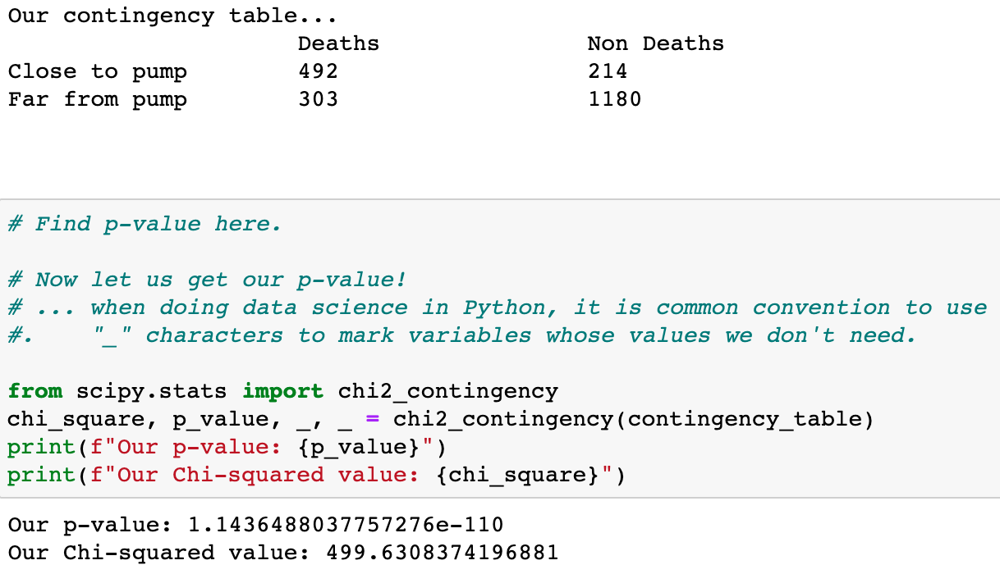 Our contingency table...
Deaths Non Deaths
Close to pump 492 214
Far from pump 303 1180
# Find p-value here.
# Now let us get our p-value!
# ... when doing data science in Python, it is common convention to use
#. "_" characters to mark variables whose values we don't need.
from scipy.stats import chi2_contingency
chi_square, p_value, _, _ = chi2_contingency(contingency_table)
print(f"Our p-value: {p_value}")
print(f"Our Chi-squared value: {chi_square}")
Our p-value: 1.1436488037757276e-110
Our Chi-squared value: 499.6308374196881